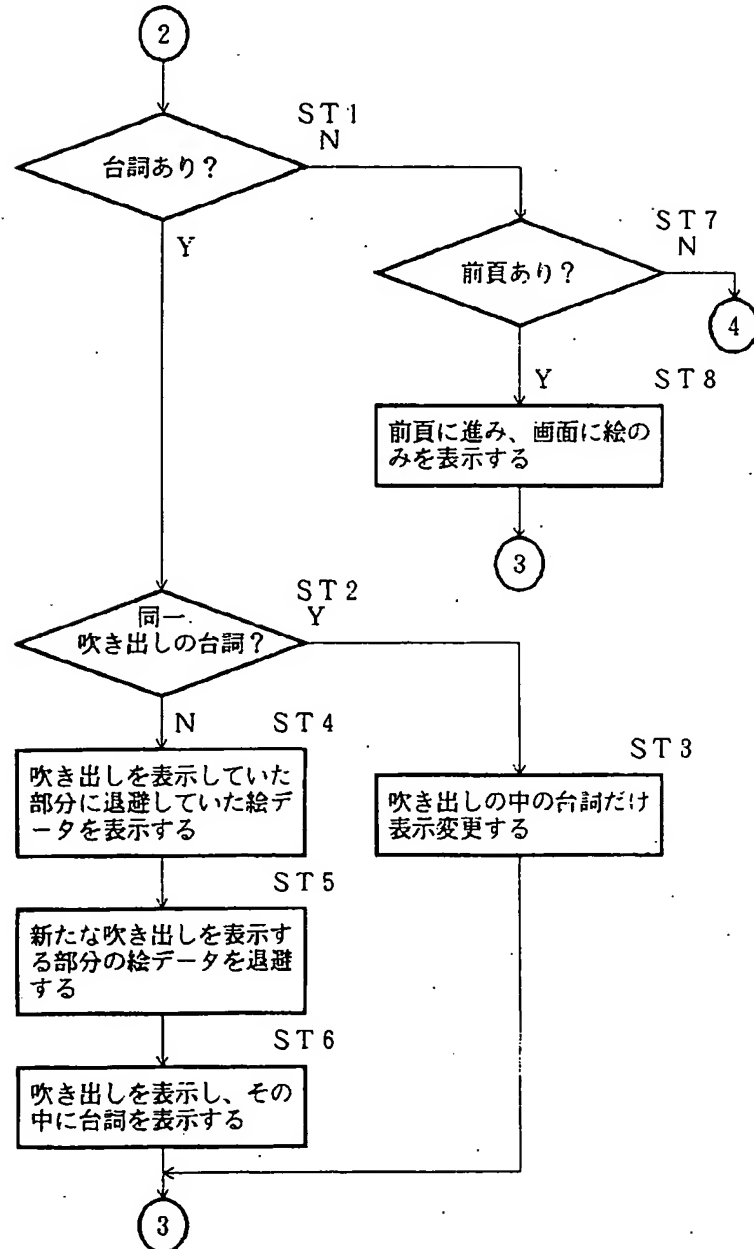 2
ST1
N
台詞あり？
Y
ST7
N
前頁あり？
4
Y
ST8
前頁に進み、画面に絵の
みを表示する
3
ST2
Y
同一
吹き出しの台詞？
N
ST4
吹き出しを表示していた
部分に退避していた絵デ
ータを表示する
ST3
吹き出しの中の台詞だけ
表示変更する
ST5
新たな吹き出しを表示す
る部分の絵データを退避
する
ST6
吹き出しを表示し、その
中に台詞を表示する
3